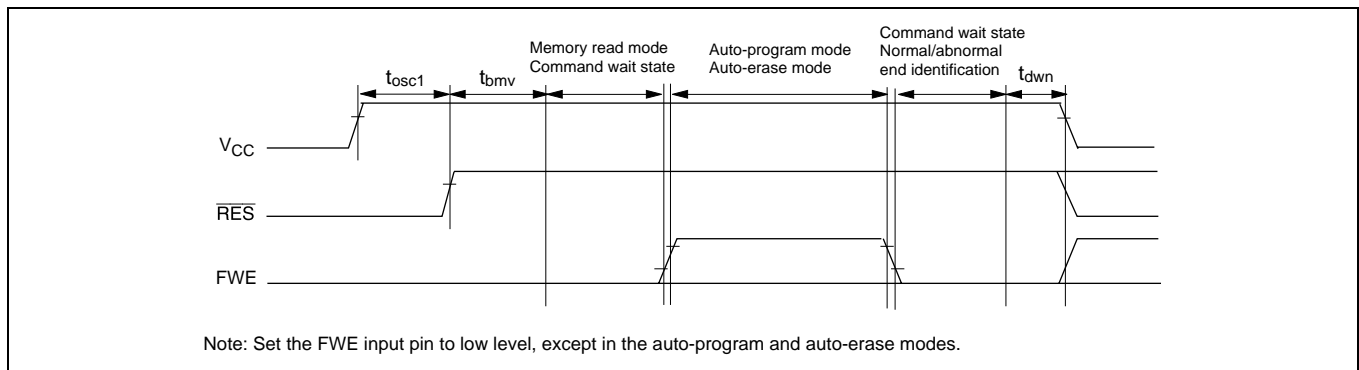 Command wait state
Memory read mode Auto-program mode Normal/abnormal
Command wait state Auto-erase mode end identification
tosc1 tbmv tdwn
VCC
RES
FWE
Note: Set the FWE input pin to low level, except in the auto-program and auto-erase modes.